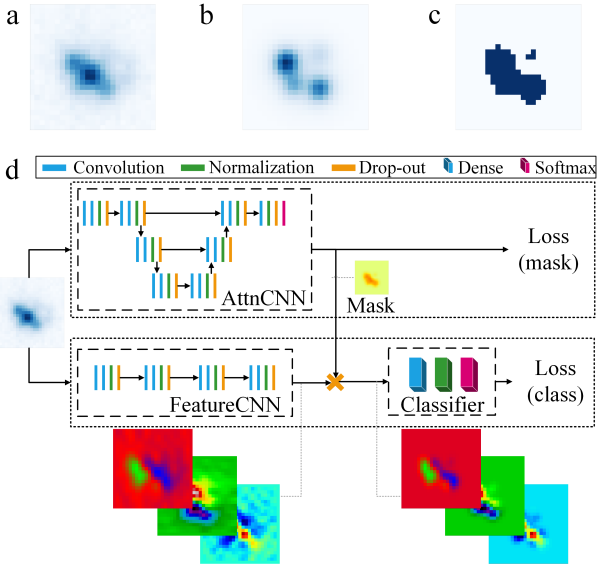 a b c
d
Convolution Normalization Drop-out Dense Softmax
AttnCNN
Mask
Loss
(mask)
FeatureCNN
Classifier
Loss
(class)